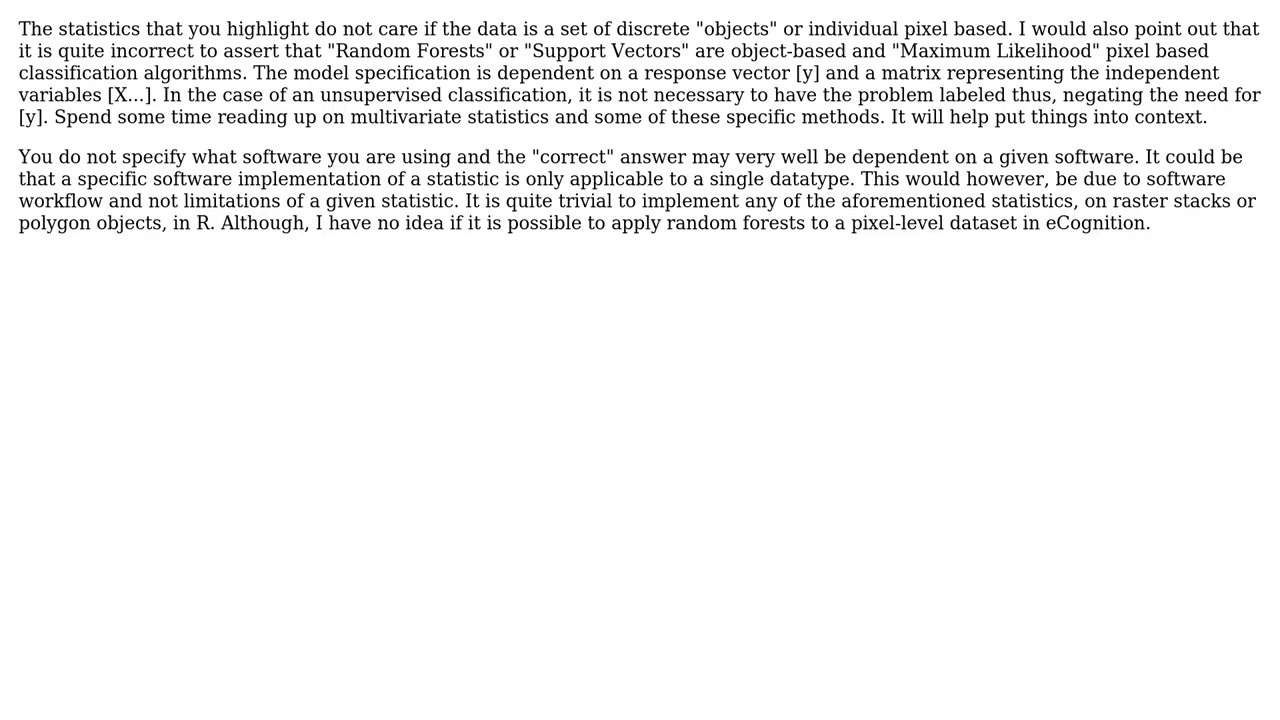 The statistics that you highlight do not care if the data is a set of discrete "objects" or individual pixel based. I would also point out that
it is quite incorrect to assert that "Random Forests" or "Support Vectors" are object-based and "Maximum Likelihood" pixel based
classification algorithms. The model specification is dependent on a response vector [y] and a matrix representing the independent
variables [X...]. In the case of an unsupervised classification, it is not necessary to have the problem labeled thus, negating the need for
[y]. Spend some time reading up on multivariate statistics and some of these specific methods. It will help put things into context.
You do not specify what software you are using and the "correct" answer may very well be dependent on a given software. It could be
that a specific software implementation of a statistic is only applicable to a single datatype. This would however, be due to software
workflow and not limitations of a given statistic. It is quite trivial to implement any of the aforementioned statistics, on raster stacks or
polygon objects, in R. Although, I have no idea if it is possible to apply random forests to a pixel-level dataset in eCognition.